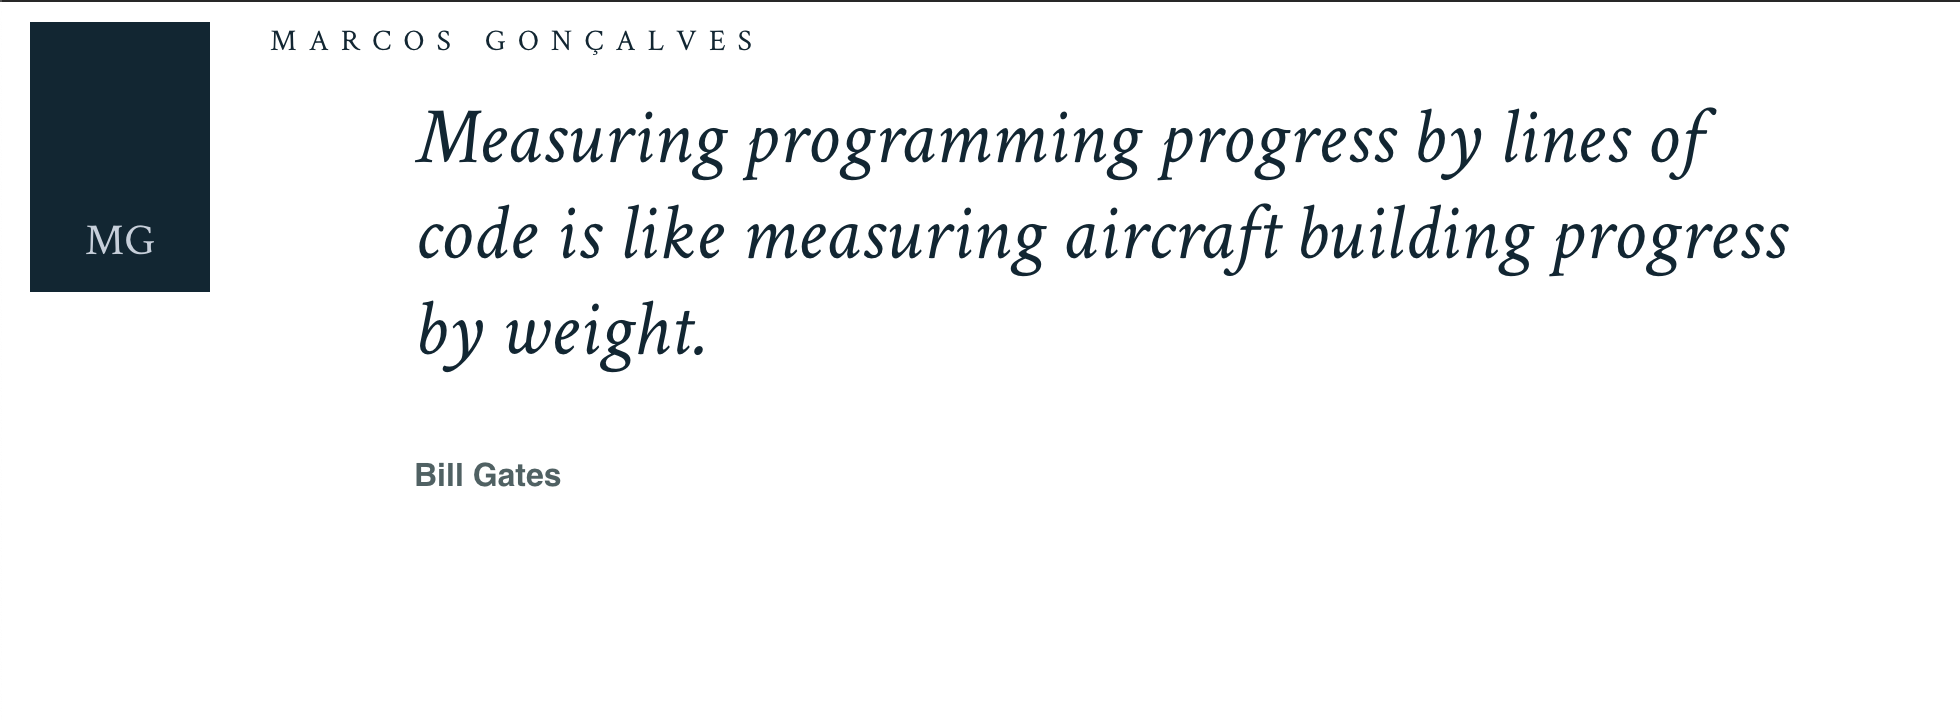 MARCOS GONÇALVES
MG
Measuring programming progress by lines of
code is like measuring aircraft building progress
by weight.
Bill Gates